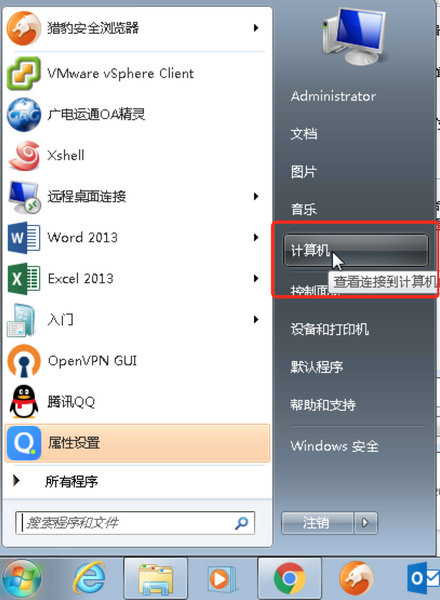 猎豹安全浏览器
VMware vSphere Client
广电运通OA精灵
GRG
Xshell
远程桌面连接
Word 2013
Excel 2013
入门
OpenVPN GUI
腾讯QQ
属性设置
所有程序
搜索程序和文件
Administrator
文档
图片
音乐
计算机
查看连接到计算机
控制面
设备和打印机
默认程序
帮助和支持
Windows 安全
注销